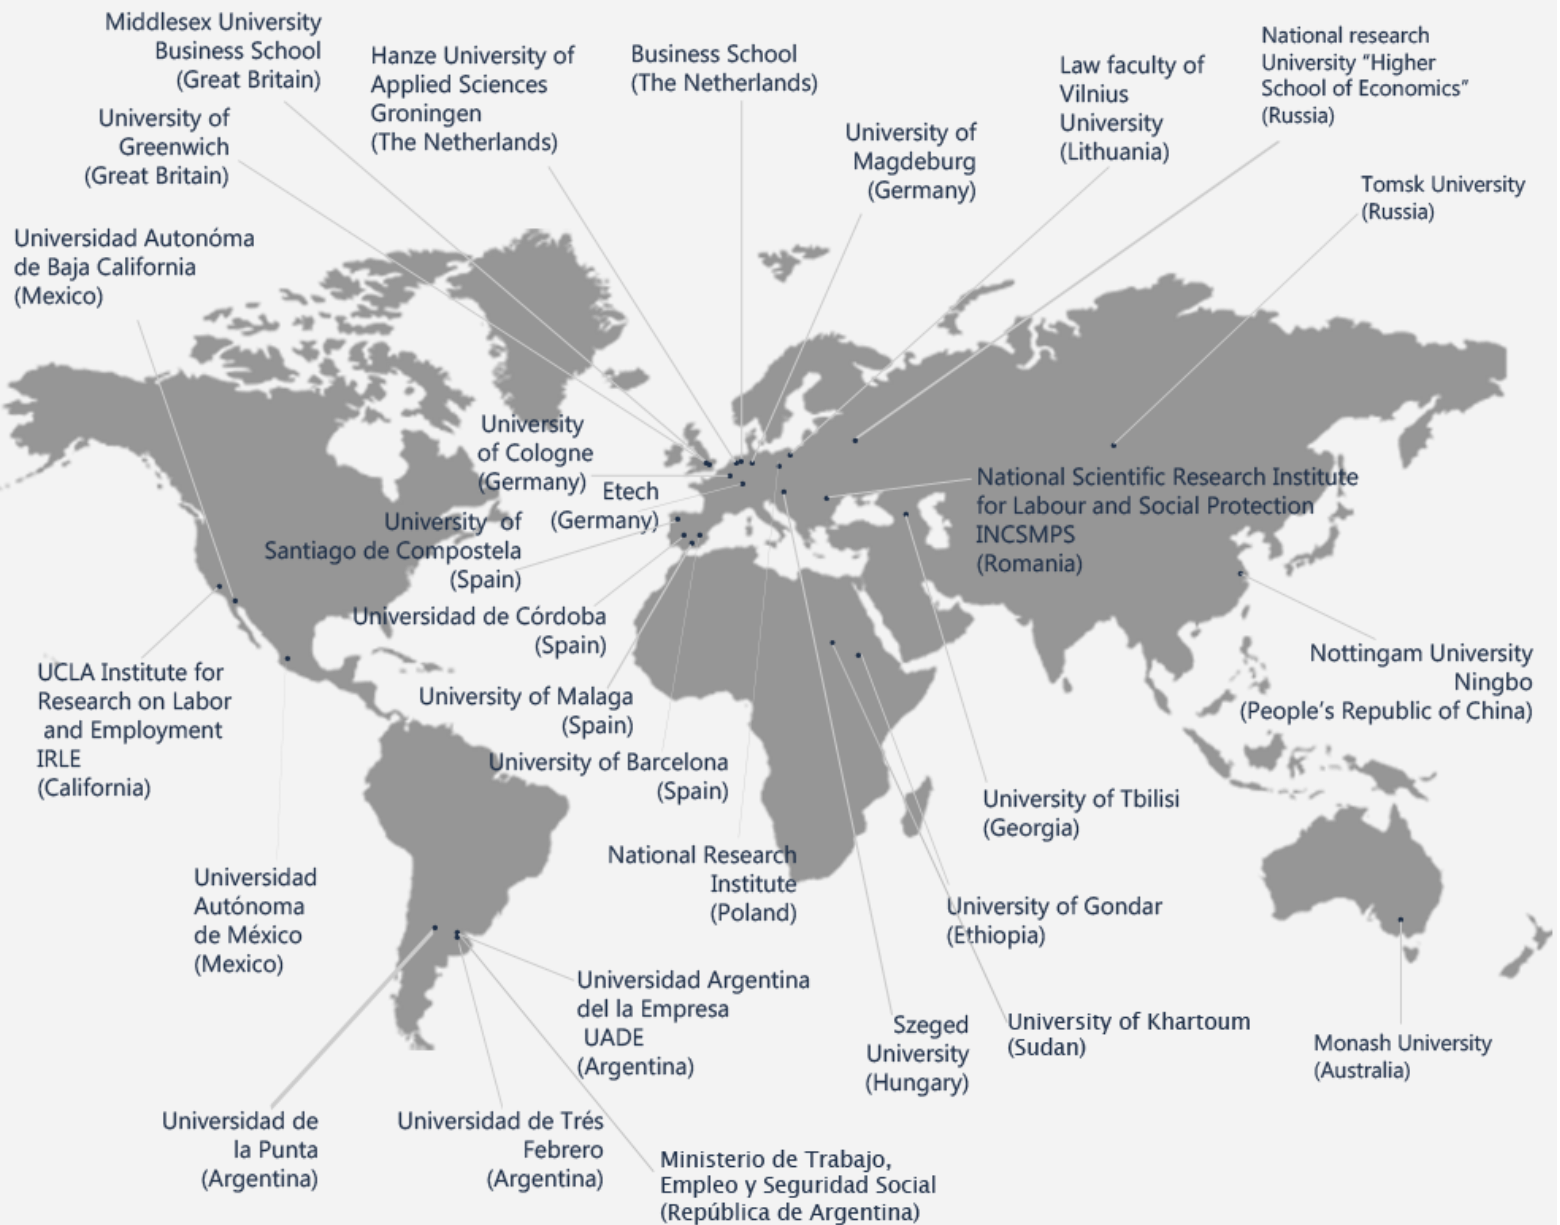 Middlesex University
Business School
(Great Britain)
Hanze University of
Applied Sciences
Groningen
(The Netherlands)
Business School
(The Netherlands)
Law faculty of
Vilnius
University
(Lithuania)
National research
University “Higher
School of Economics”
(Russia)
University of
Greenwich
(Great Britain)
University of
Magdeburg
(Germany)
Tomsk University
(Russia)
Universidad Autonóma
de Baja California
(Mexico)
University
of Cologne
(Germany)
Etech
(Germany)
National Scientific Research Institute
for Labour and Social Protection
INCSMPS
(Romania)
University of
Santiago de Compostela
(Spain)
Universidad de Córdoba
(Spain)
UCLA Institute for
Research on Labor
and Employment
IRLE
(California)
University of Malaga
(Spain)
Nottingam University
Ningbo
(People’s Republic of China)
University of Barcelona
(Spain)
University of Tbilisi
(Georgia)
National Research
Institute
(Poland)
Universidad
Autónoma
de México
(Mexico)
University of Gondar
(Ethiopia)
Universidad Argentina
del la Empresa
UADE
(Argentina)
Szeged
University
(Hungary)
University of Khartoum
(Sudan)
Monash University
(Australia)
Universidad de
la Punta
(Argentina)
Universidad de Trés
Febrero
(Argentina)
Ministerio de Trabajo,
Empleo y Seguridad Social
(República de Argentina)